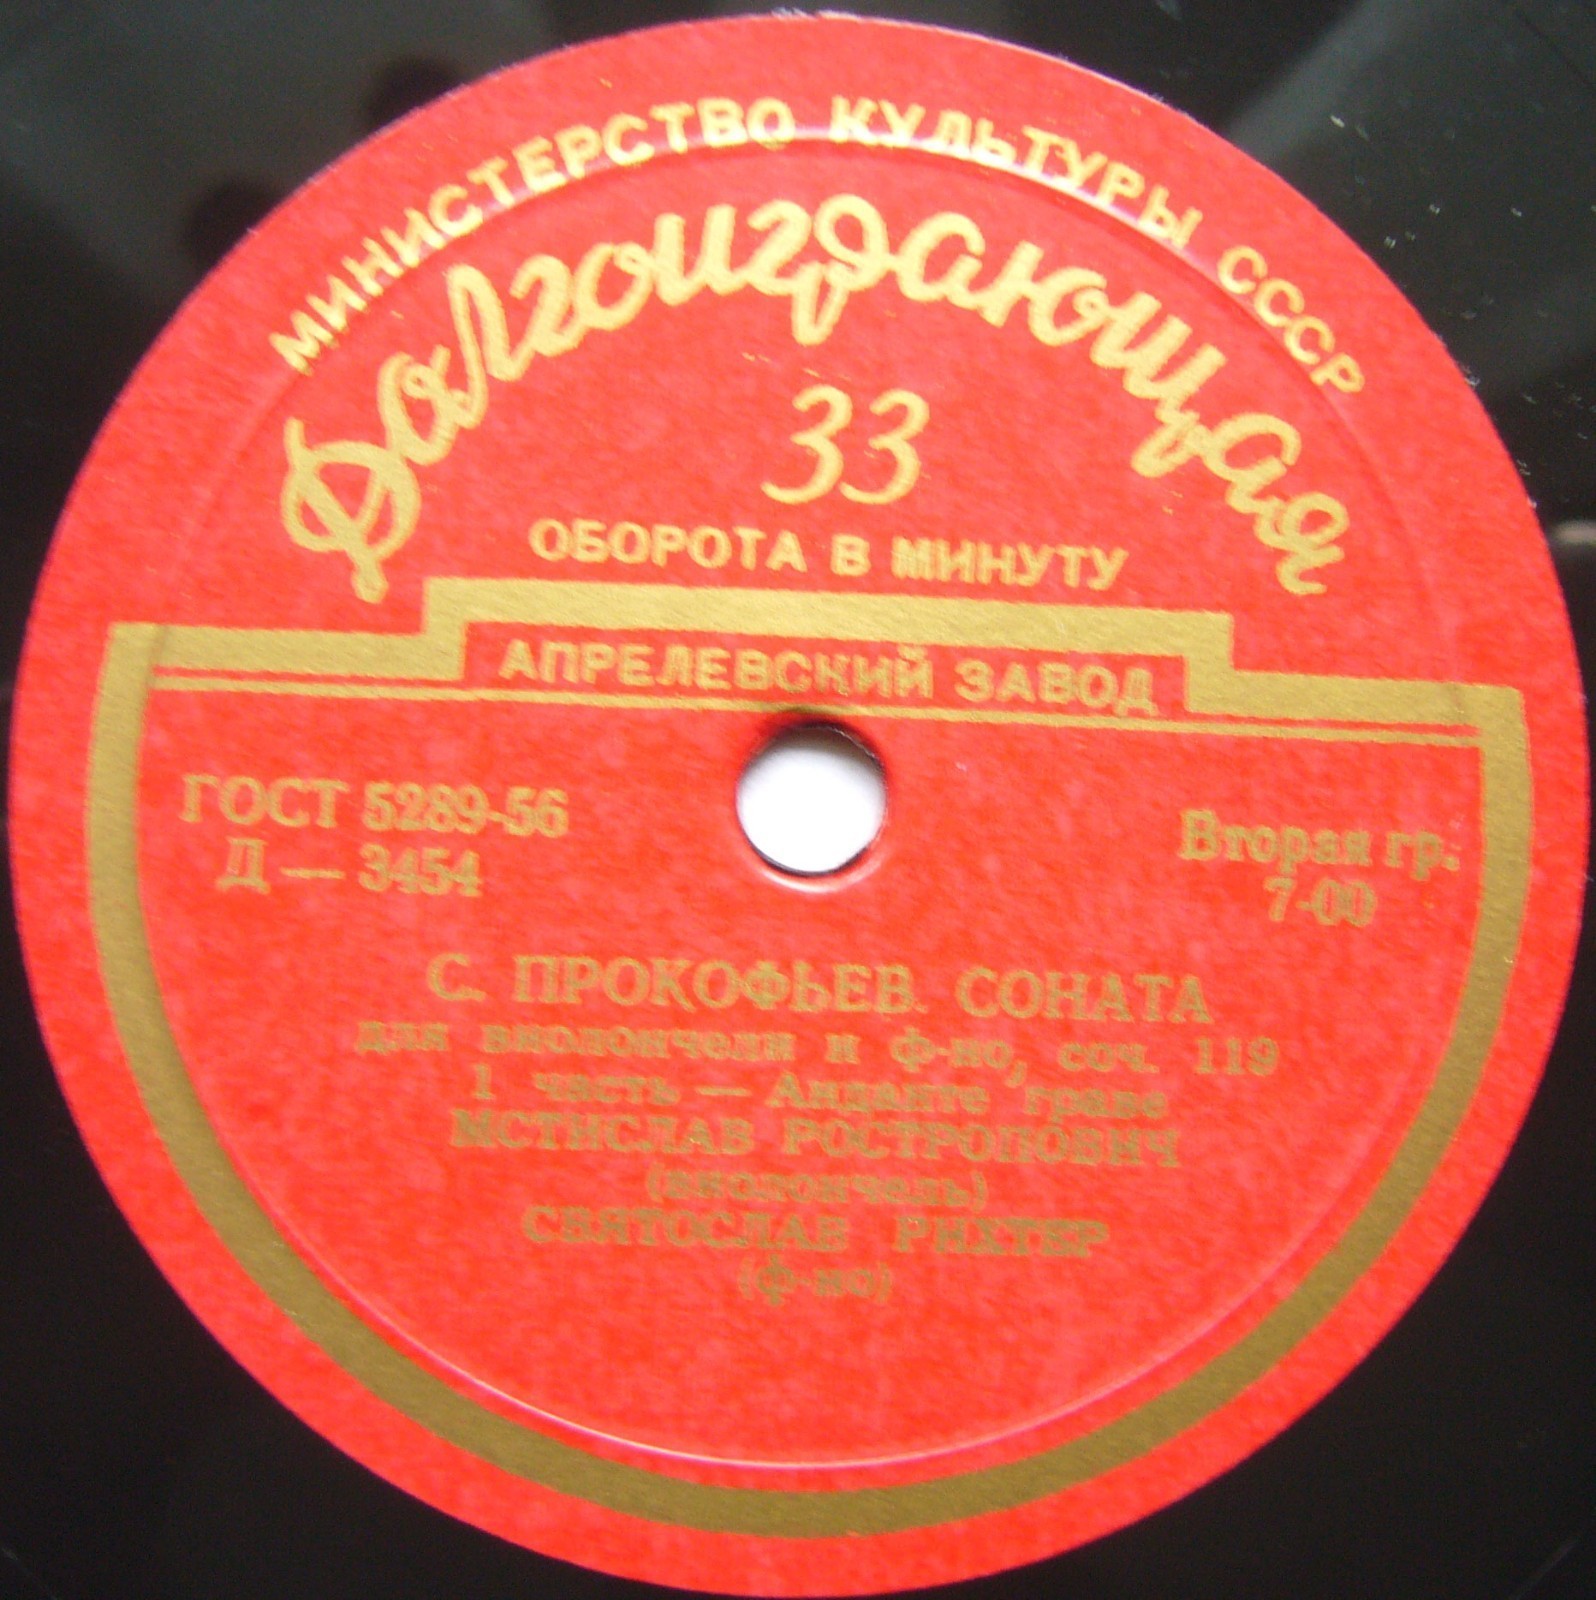 МИНИСТЕРСТВО КУЛЬТУРЫ СССР
Долгоиграющая
33
ОБОРОТА В МИНУТУ
АПРЕЛЕВСКИЙ ЗАВОД
ГОСТ 5289-56
Д — 3454
Вторая гр.
7-00
С. ПРОКОФЬЕВ. СОНАТА
для виолончели и ф-но, соч. 119
1 часть — Анданте граве
МСТИСЛАВ РОСТРОПОВИЧ
(виолончель)
СВЯТОСЛАВ РИХТЕР
(ф-но)